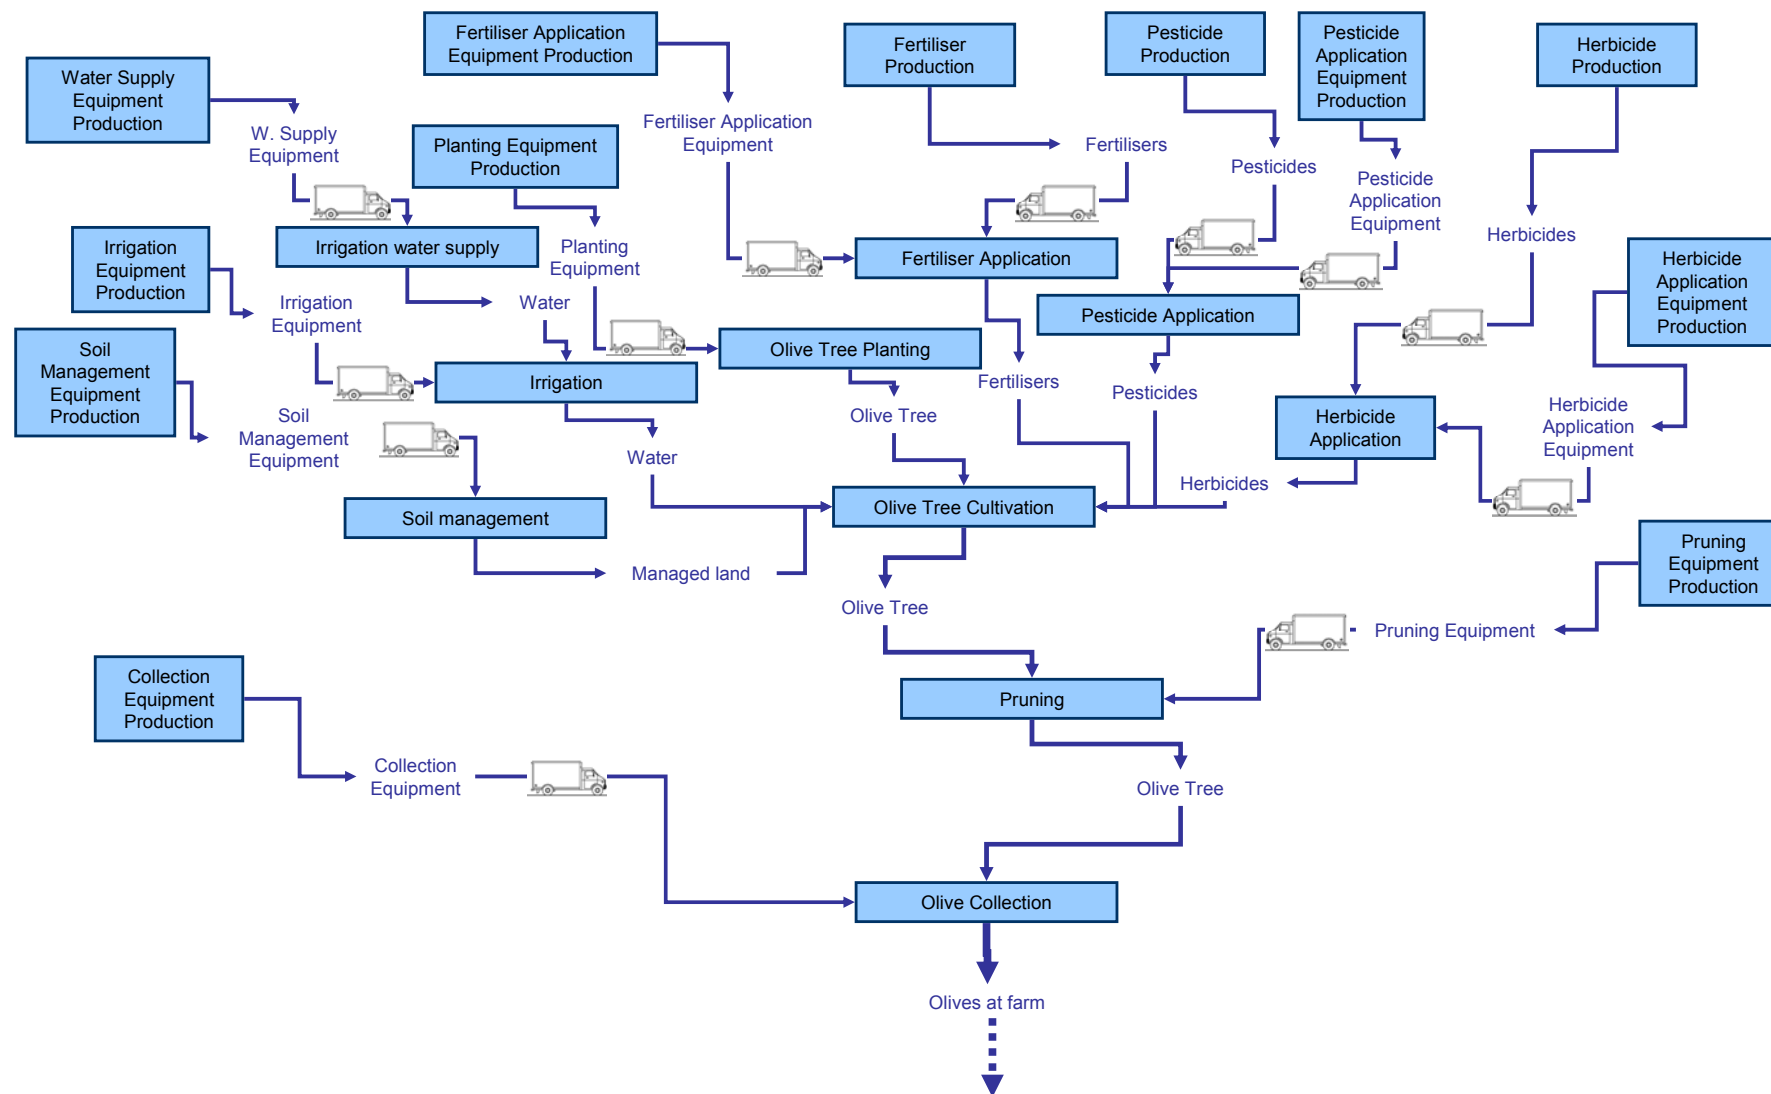 Fertiliser Application
Equipment Production
Fertiliser
Production
Pesticide
Production
Pesticide
Application
Equipment
Production
Herbicide
Production
Water Supply
Equipment
Production
W. Supply
Equipment
Planting Equipment
Production
Fertiliser Application
Equipment
Fertilisers
Pesticides
Pesticide
Application
Equipment
Herbicides
Irrigation
Equipment
Production
Irrigation water supply
Planting
Equipment
Fertiliser Application
Herbicide
Application
Equipment
Production
Irrigation
Equipment
Water
Pesticide Application
Soil
Management
Equipment
Production
Olive Tree Planting
Irrigation
Fertilisers
Pesticides
Soil
Management
Equipment
Olive Tree
Herbicide
Application
Herbicide
Application
Equipment
Water
Herbicides
Soil management
Olive Tree Cultivation
Managed land
Pruning
Equipment
Production
Olive Tree
Pruning Equipment
Collection
Equipment
Production
Pruning
Collection
Equipment
Olive Tree
Olive Collection
Olives at farm